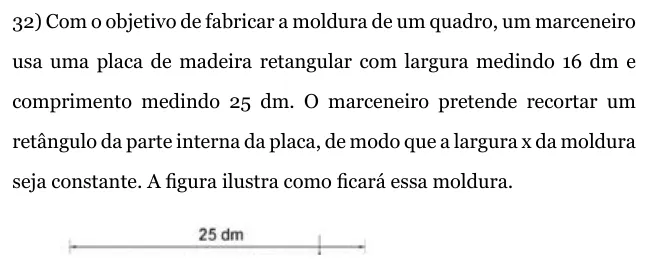 32) Com o objetivo de fabricar a moldura de um quadro, um marceneiro
usa uma placa de madeira retangular com largura medindo 16 dm e
comprimento medindo 25 dm. O marceneiro pretende recortar um
retângulo da parte interna da placa, de modo que a largura x da moldura
seja constante. A figura ilustra como ficará essa moldura.
25 dm